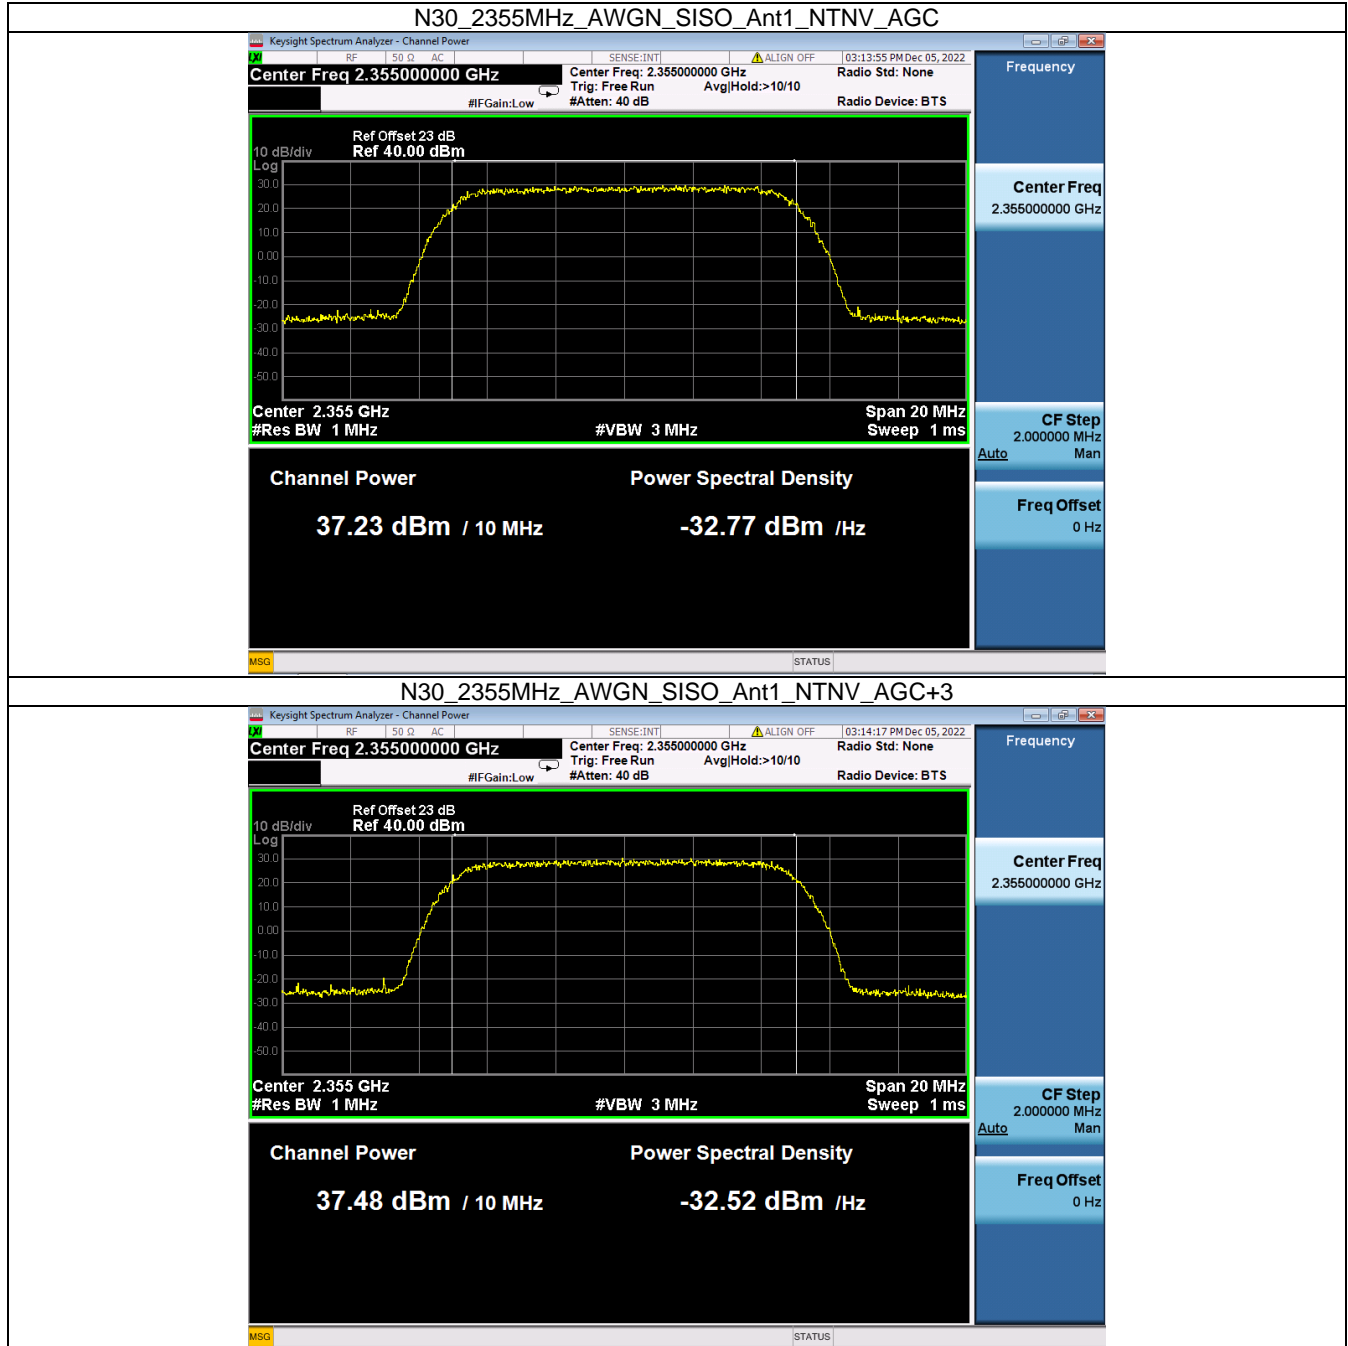 N30_2355MHz_AWGN_SISO_Ant1_NTNV_AGC
Keysight Spectrum Analyzer - Channel Power
LXI RF 50 Ω AC SENSE:INT ALIGN OFF 03:13:55 PM Dec 05, 2022
Center Freq 2.355000000 GHz
Center Freq: 2.355000000 GHz
Radio Std: None
Trig: Free Run Avg|Hold:>10/10
#IFGain:Low #Atten: 40 dB Radio Device: BTS
Frequency
Ref Offset 23 dB
10 dB/div Ref 40.00 dBm
Log
30.0
20.0
10.0
0.00
-10.0
-20.0
-30.0
-40.0
-50.0
Center 2.355 GHz Span 20 MHz
#Res BW 1 MHz #VBW 3 MHz Sweep 1 ms
Channel Power Power Spectral Density
37.23 dBm / 10 MHz -32.77 dBm /Hz
Center Freq
2.355000000 GHz
CF Step
2.000000 MHz
Auto Man
Freq Offset
0 Hz
MSG STATUS
N30_2355MHz_AWGN_SISO_Ant1_NTNV_AGC+3
Keysight Spectrum Analyzer - Channel Power
LXI RF 50 Ω AC SENSE:INT ALIGN OFF 03:14:17 PM Dec 05, 2022
Center Freq 2.355000000 GHz
Center Freq: 2.355000000 GHz
Radio Std: None
Trig: Free Run Avg|Hold:>10/10
#IFGain:Low #Atten: 40 dB Radio Device: BTS
Frequency
Ref Offset 23 dB
10 dB/div Ref 40.00 dBm
Log
30.0
20.0
10.0
0.00
-10.0
-20.0
-30.0
-40.0
-50.0
Center 2.355 GHz Span 20 MHz
#Res BW 1 MHz #VBW 3 MHz Sweep 1 ms
Channel Power Power Spectral Density
37.48 dBm / 10 MHz -32.52 dBm /Hz
Center Freq
2.355000000 GHz
CF Step
2.000000 MHz
Auto Man
Freq Offset
0 Hz
MSG STATUS